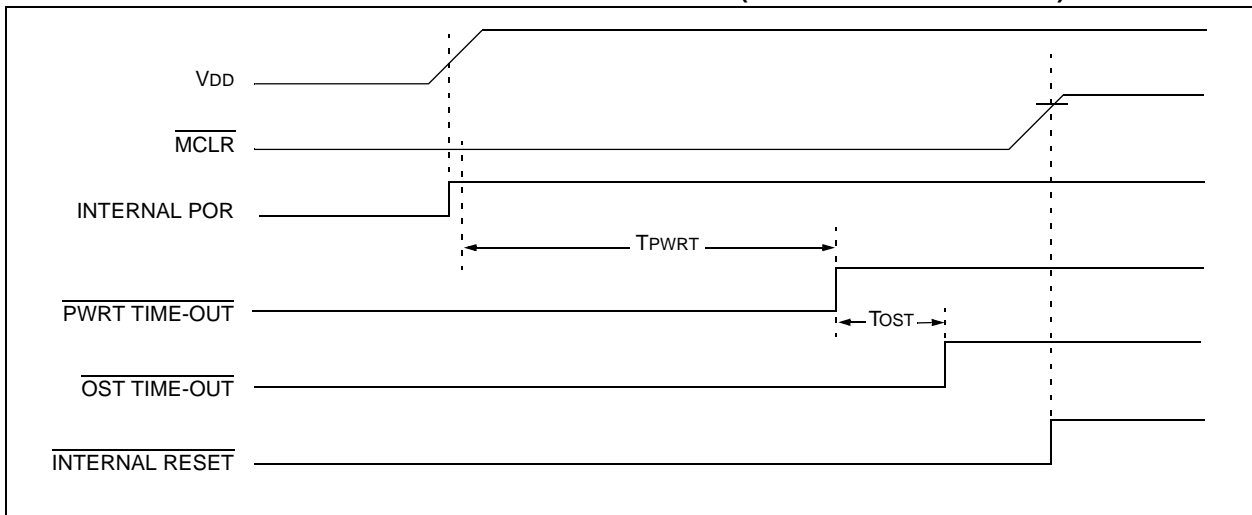 VDD
MCLR
INTERNAL POR
TPWRT
PWRT TIME-OUT
TOST
OST TIME-OUT
INTERNAL RESET